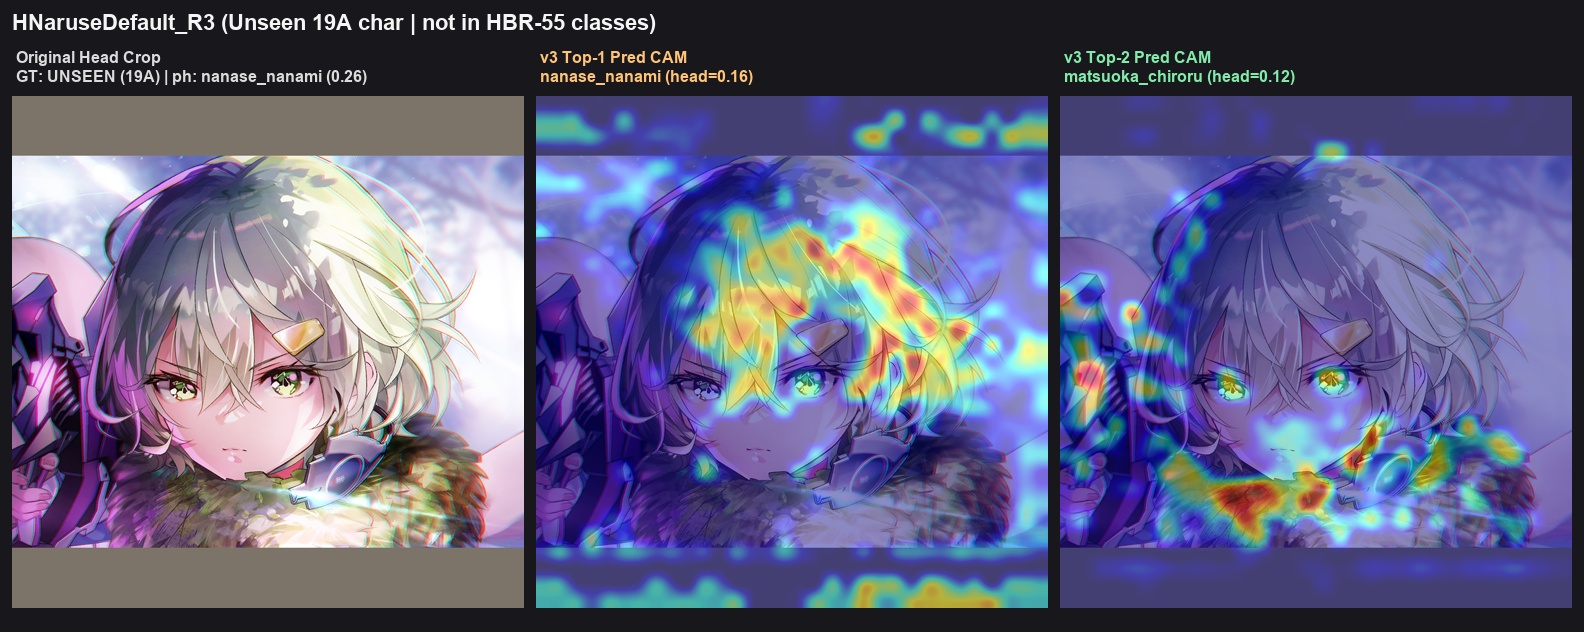 HNaruseDefault_R3 (Unseen 19A char | not in HBR-55 classes)
Original Head Crop
GT: UNSEEN (19A) | ph: nanase_nanami (0.26)
v3 Top-1 Pred CAM
nanase_nanami (head=0.16)
v3 Top-2 Pred CAM
matsuoka_chiroru (head=0.12)